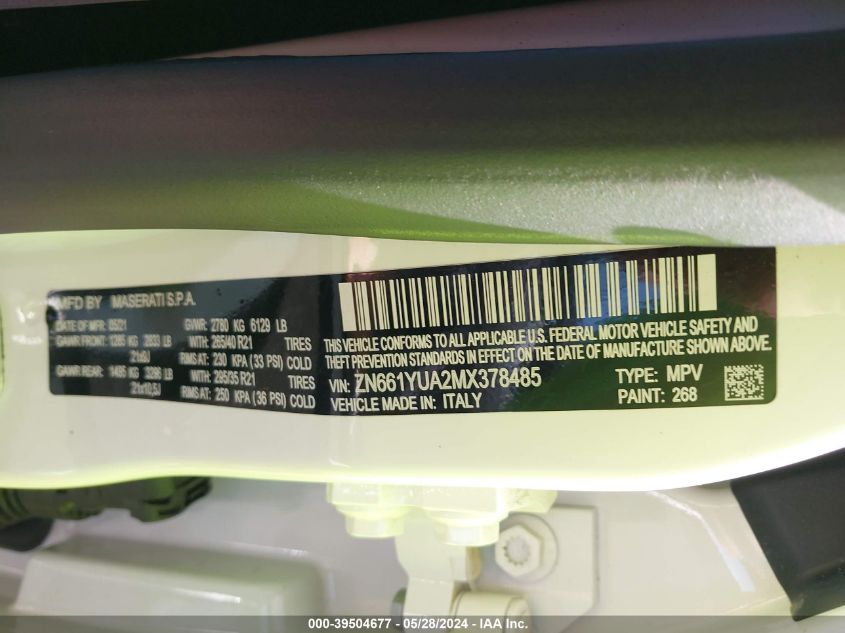 MFD BY MASERATI S.P.A.
DATE OF MFR 05/21 GVWR: 2780 KG 6129 LB
GAWR FRONT: 1285 KG 2833 LB WITH: 265/40 R21 TIRES
21x9J RIMS AT: 230 KPA (33 PSI) COLD
GAWR REAR: 1495 KG 3296 LB WITH: 295/35 R21 TIRES
21x10,5J RIMS AT: 250 KPA (36 PSI) COLD
THIS VEHICLE CONFORMS TO ALL APPLICABLE U.S. FEDERAL MOTOR VEHICLE SAFETY AND
THEFT PREVENTION STANDARDS IN EFFECT ON THE DATE OF MANUFACTURE SHOWN ABOVE.
VIN: ZN661YUA2MX378485 TYPE: MPV
VEHICLE MADE IN: ITALY PAINT: 268
000-39504677 - 05/28/2024 - IAA Inc.